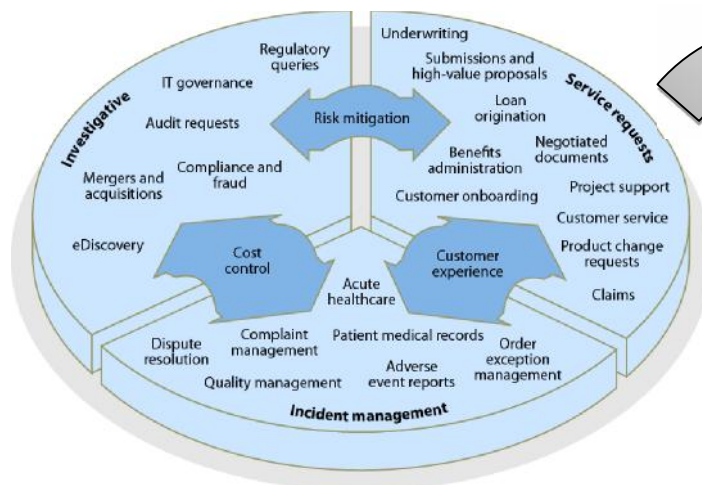 Investigative
Regulatory
queries
IT governance
Audit requests
Compliance and
fraud
Mergers and
acquisitions
eDiscovery
Risk mitigation
Underwriting
Submissions and
high-value proposals
Loan
origination
Service requests
Negotiated
documents
Benefits
administration
Project support
Customer onboarding
Customer service
Product change
requests
Claims
Cost
control
Customer
experience
Acute
healthcare
Dispute
resolution
Complaint
management
Patient medical records
Order
exception
management
Quality management
Adverse
event reports
Incident management